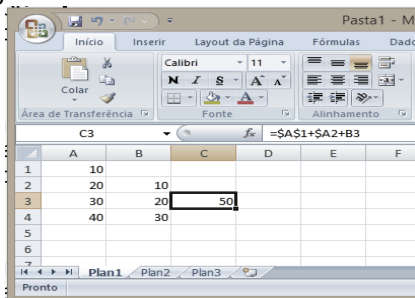 Pasta1 - M
Início Inserir Layout da Página Fórmulas Dado
Colar
Calibri 11
N I S A A
A
Área de Transferência Fonte Alinhamento
C3 fx =$A$1+$A2+B3
A B C D E F
1 10
2 20 10
3 30 20 50
4 40 30
5
6
7
Plan1 Plan2 Plan3
Pronto